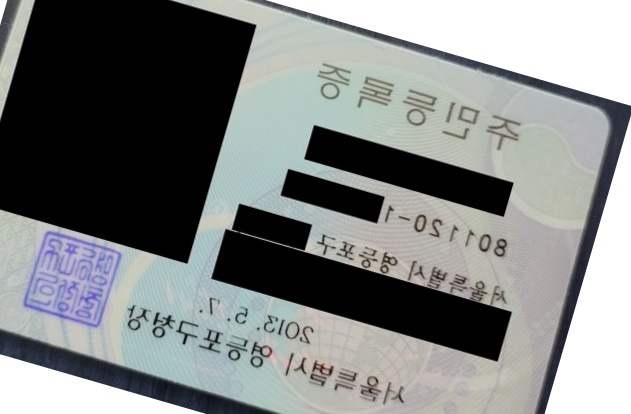 주민등록증
801120-1
서울특별시 영등포구
2013. 5. 7.
서울특별시 영등포구청장